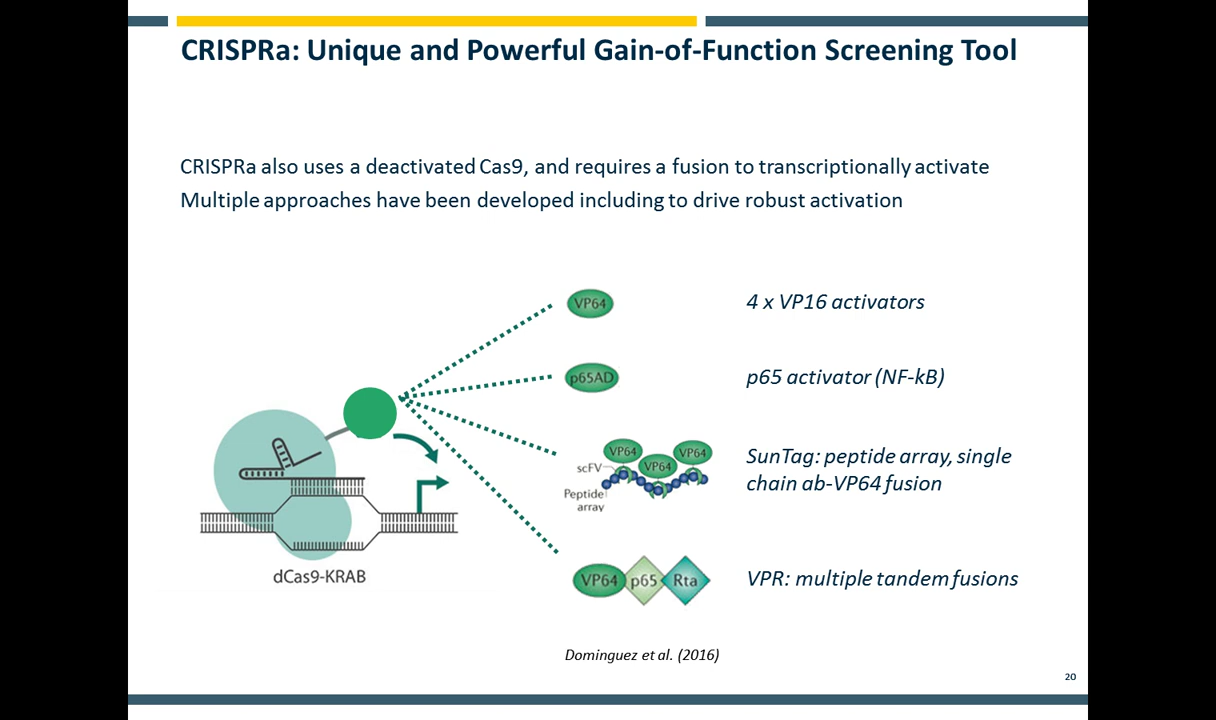 CRISPRa: Unique and Powerful Gain-of-Function Screening Tool
CRISPRa also uses a deactivated Cas9, and requires a fusion to transcriptionally activate
Multiple approaches have been developed including to drive robust activation
VP64
4 x VP16 activators
p65AD
p65 activator (NF-kB)
VP64
VP64
VP64
scFV
Peptide
array
SunTag: peptide array, single
chain ab-VP64 fusion
dCas9-KRAB
VP64
p65
Rta
VPR: multiple tandem fusions
Dominguez et al. (2016)
20